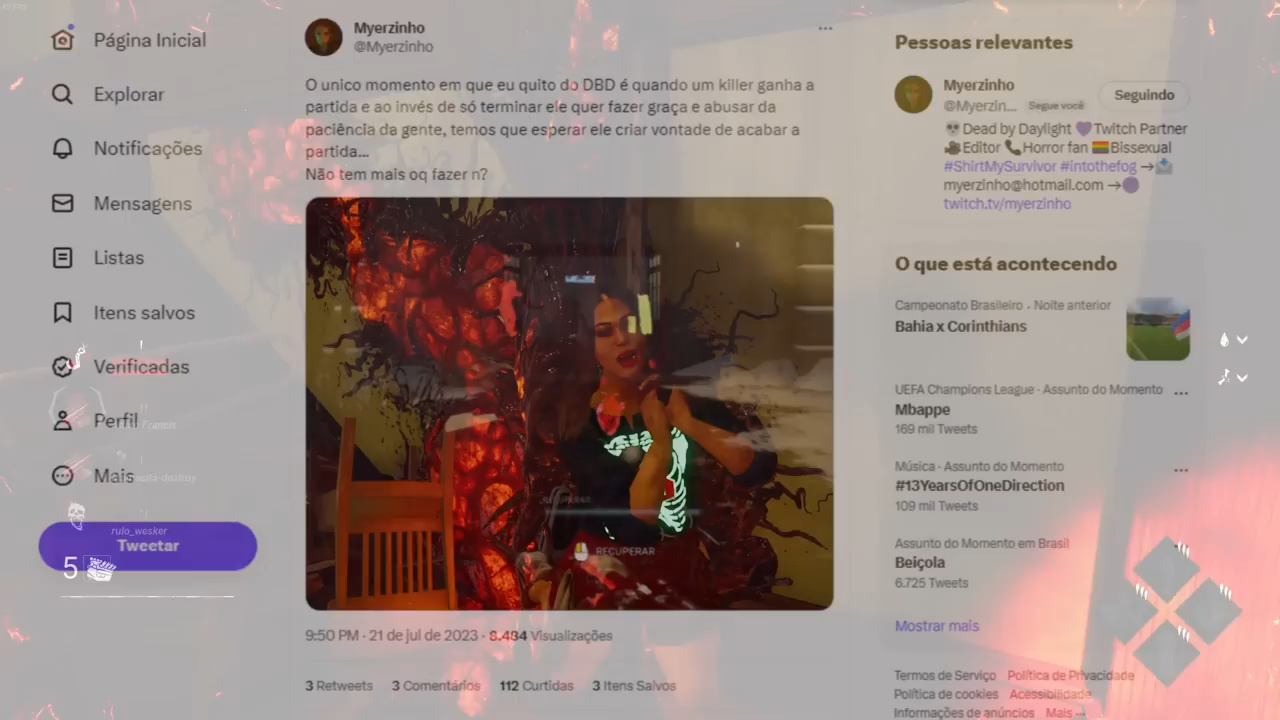 Página Inicial
Explorar
Notificações
Mensagens
Listas
Itens salvos
Verificadas
Perfil
Mais
rulo_wesker
Tweetar
5
Myerzinho
@Myerzinho
O unico momento em que eu quito do DBD é quando um killer ganha a
partida e ao invés de só terminar ele quer fazer graça e abusar da
paciência da gente, temos que esperar ele criar vontade de acabar a
partida...
Não tem mais oq fazer n?
RECUPERAR
9:50 PM · 21 de jul de 2023 · 8.484 Visualizações
3 Retweets 3 Comentários 112 Curtidas 3 Itens Salvos
Pessoas relevantes
Myerzinho
@Myerzin... Segue você
Seguindo
Dead by Daylight Twitch Partner
Editor Horror fan Bissexual
#ShirtMySurvivor #intothefog →
myerzinho@hotmail.com →
twitch.tv/myerzinho
O que está acontecendo
Campeonato Brasileiro · Noite anterior
Bahia x Corinthians
UEFA Champions League · Assunto do Momento
Mbappe
169 mil Tweets
Música · Assunto do Momento
#13YearsOfOneDirection
109 mil Tweets
Assunto do Momento em Brasil
Beiçola
6.725 Tweets
Mostrar mais
Termos de Serviço Política de Privacidade
Política de cookies Acessibilidade
Informações de anúncios Mais ...